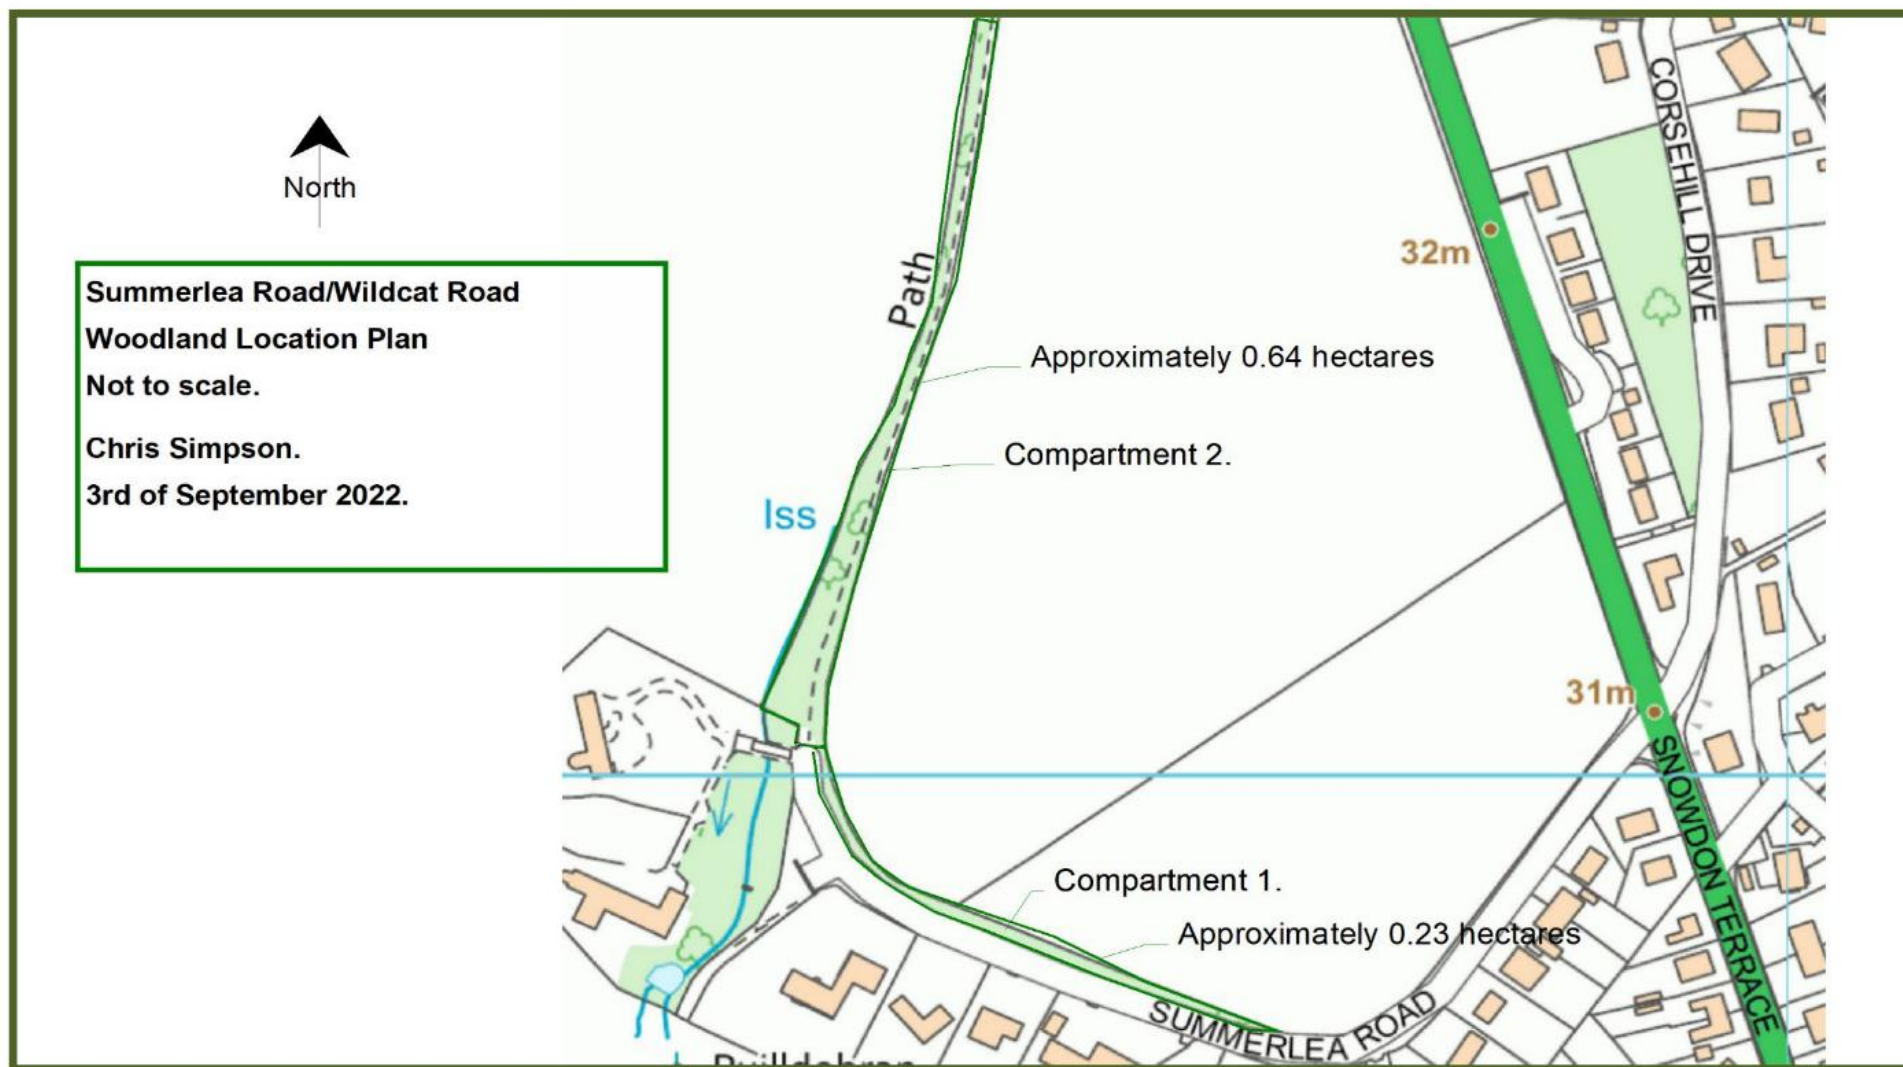 North
Summerlea Road/Wildcat Road
Woodland Location Plan
Not to scale.
Chris Simpson.
3rd of September 2022.
Path
Approximately 0.64 hectares
Compartment 2.
Iss
32m
CORSEHILL DRIVE
31m
SNOWDON TERRACE
Compartment 1.
Approximately 0.23 hectares
SUMMERLEA ROAD